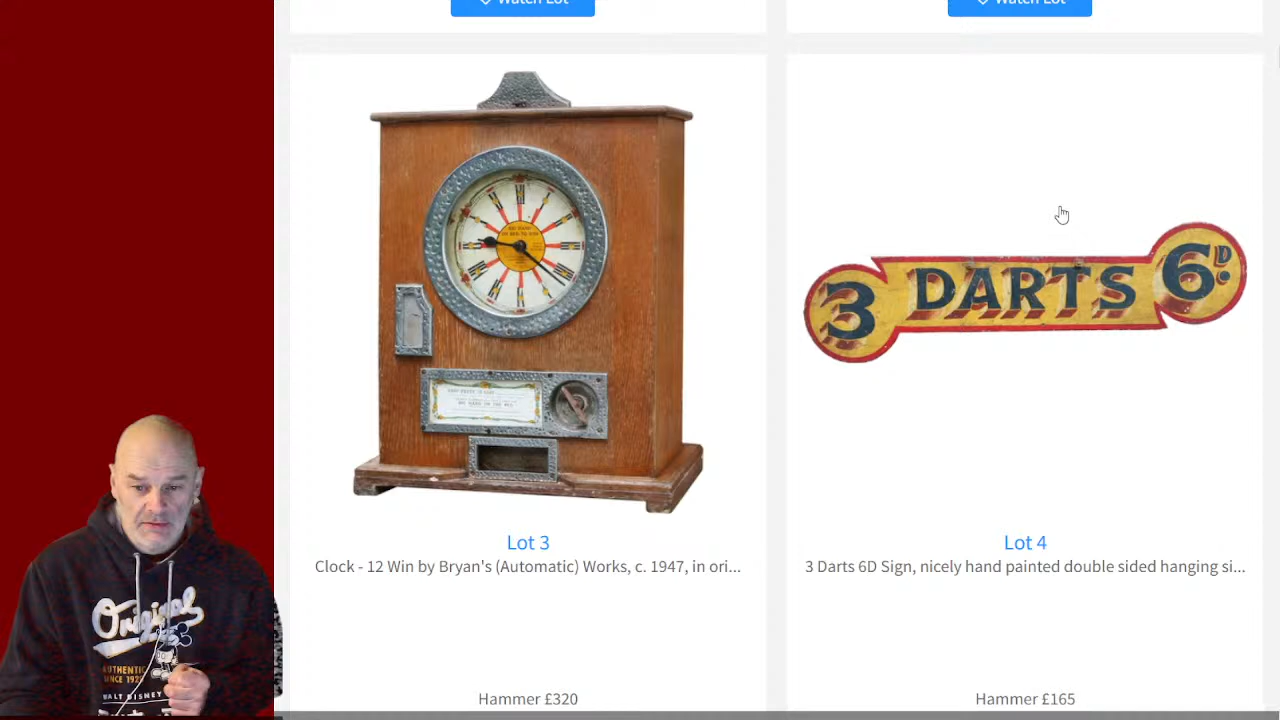 Watch Lot
Watch Lot
3 DARTS 6D.
Lot 3
Clock - 12 Win by Bryan's (Automatic) Works, c. 1947, in ori...
Lot 4
3 Darts 6D Sign, nicely hand painted double sided hanging si...
Original
AUTHENTIC
SINCE 1928
WALT DISNEY
Hammer £320
Hammer £165